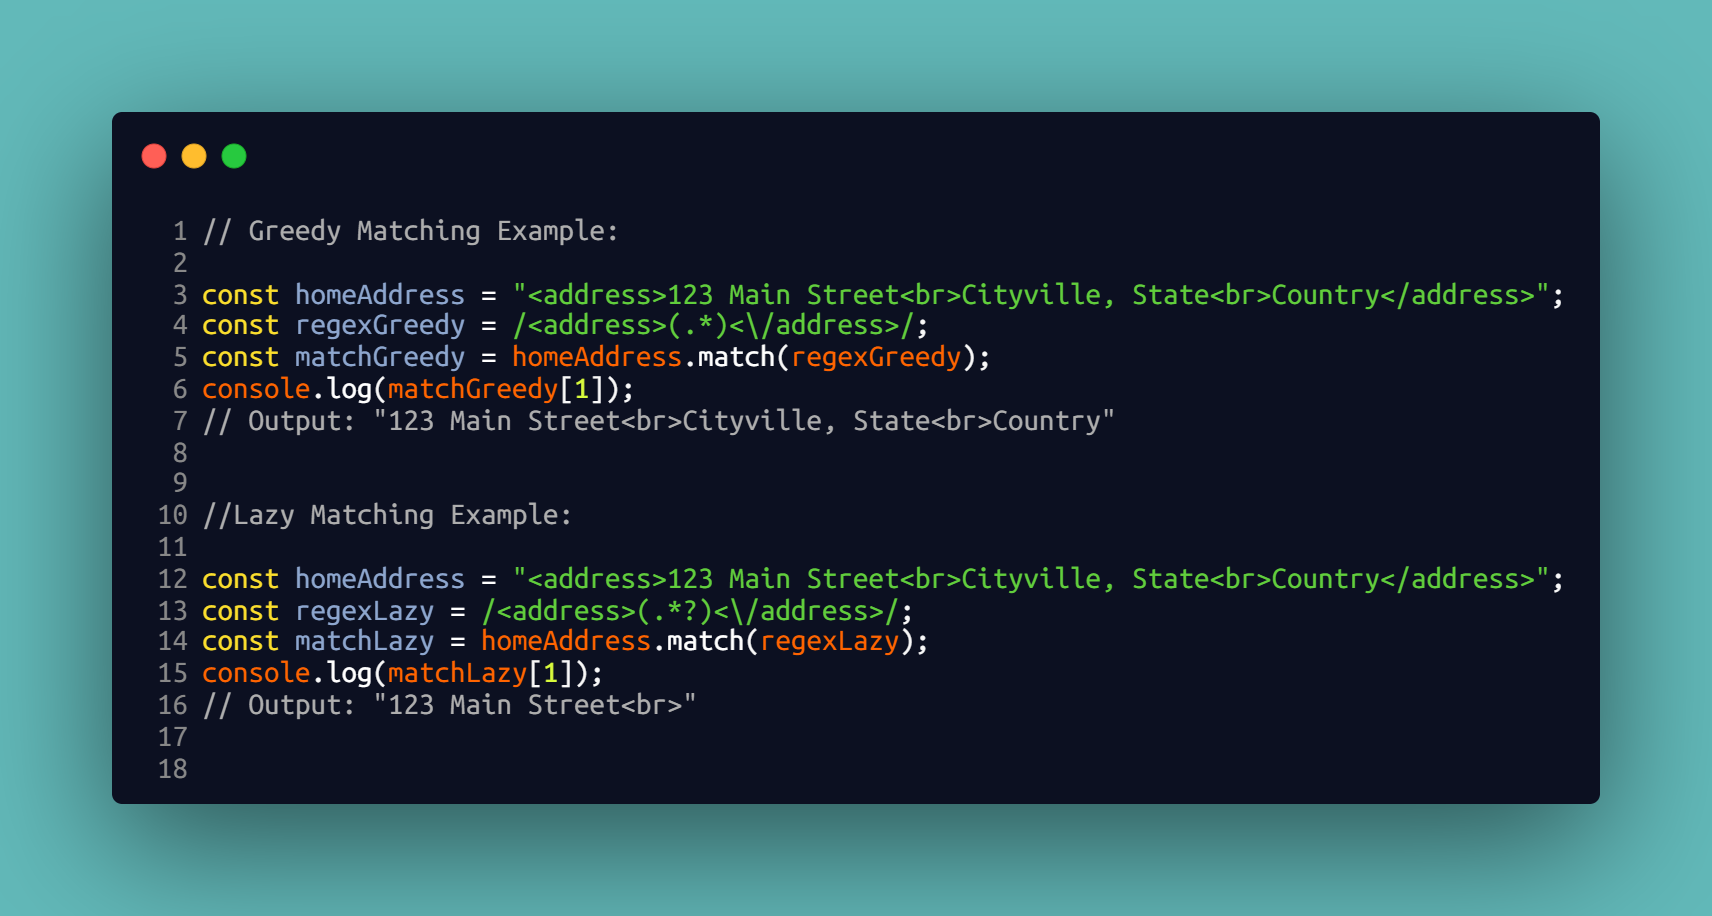 1 // Greedy Matching Example:
2
3 const homeAddress = "<address>123 Main Street<br>Cityville, State<br>Country</address>";
4 const regexGreedy = /<address>(.*)<\/address>/;
5 const matchGreedy = homeAddress.match(regexGreedy);
6 console.log(matchGreedy[1]);
7 // Output: "123 Main Street<br>Cityville, State<br>Country"
8
9
10 //Lazy Matching Example:
11
12 const homeAddress = "<address>123 Main Street<br>Cityville, State<br>Country</address>";
13 const regexLazy = /<address>(.*?)<\/address>/;
14 const matchLazy = homeAddress.match(regexLazy);
15 console.log(matchLazy[1]);
16 // Output: "123 Main Street<br>"
17
18